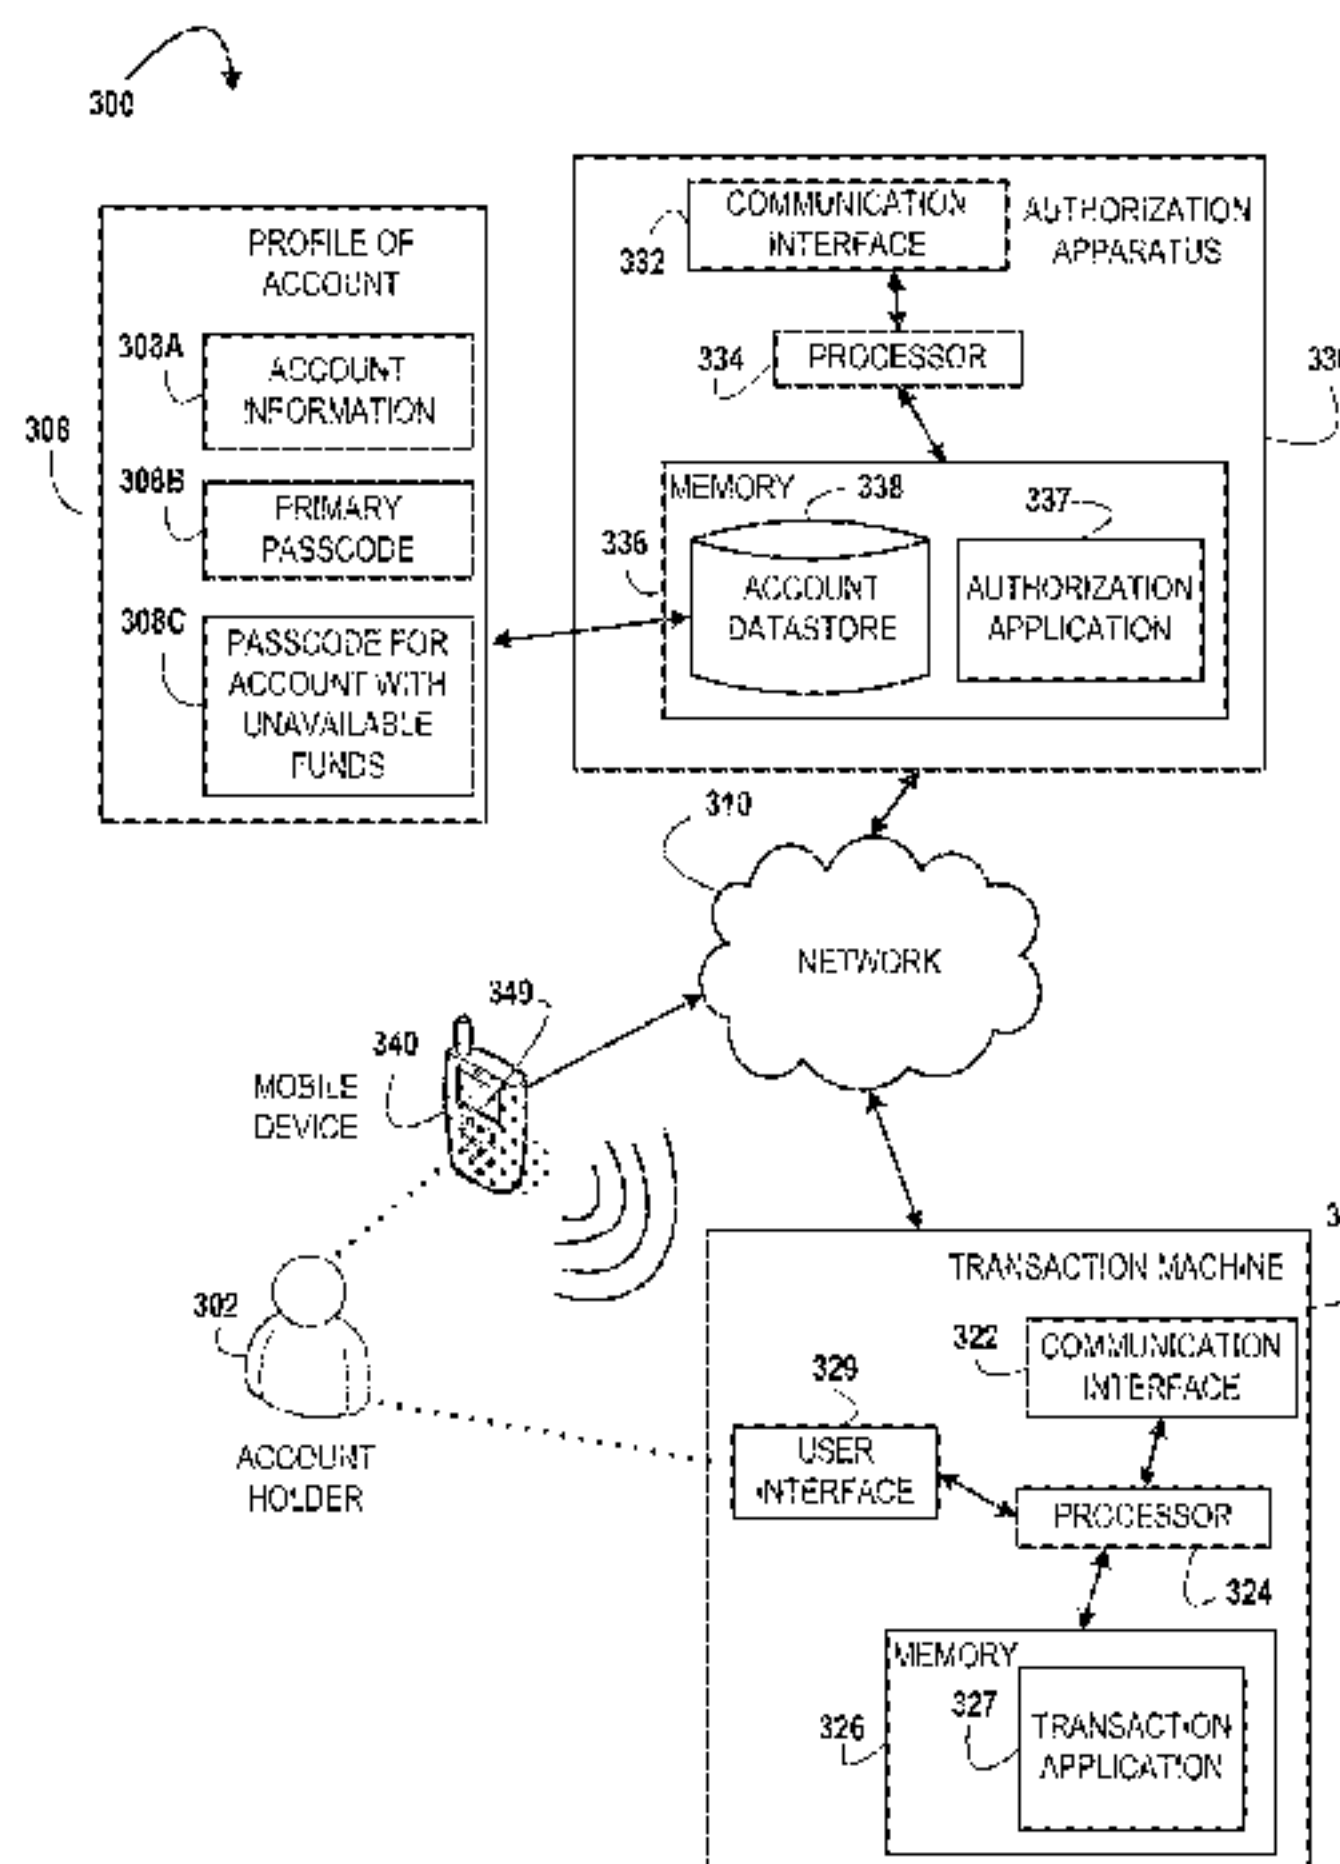 300
PROFILE OF
ACCOUNT
308A
ACCOUNT
INFORMATION
308
308B
PRIMARY
PASSCODE
308C
PASSCODE FOR
ACCOUNT WITH
UNAVAILABLE
FUNDS
COMMUNICATION
INTERFACE
332
AUTHORIZATION
APPARATUS
334
PROCESSOR
MEMORY
338
337
336
ACCOUNT
DATASTORE
AUTHORIZATION
APPLICATION
310
NETWORK
349
340
MOBILE
DEVICE
302
ACCOUNT
HOLDER
TRANSACTION MACHINE
322
COMMUNICATION
INTERFACE
329
USER
INTERFACE
PROCESSOR
324
MEMORY
326
327
TRANSACTION
APPLICATION